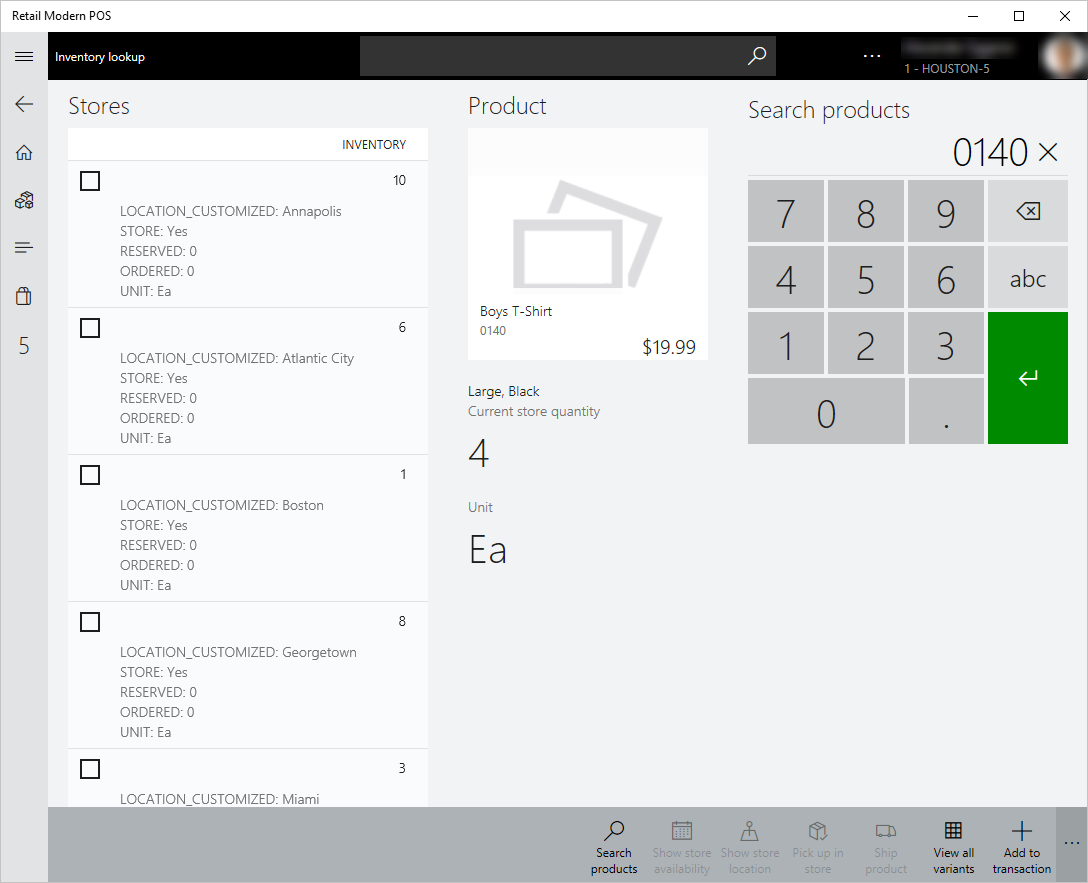 Retail Modern POS
Inventory lookup
1 - HOUSTON-5
Stores
INVENTORY
10
LOCATION_CUSTOMIZED: Annapolis
STORE: Yes
RESERVED: 0
ORDERED: 0
UNIT: Ea
6
LOCATION_CUSTOMIZED: Atlantic City
STORE: Yes
RESERVED: 0
ORDERED: 0
UNIT: Ea
1
LOCATION_CUSTOMIZED: Boston
STORE: Yes
RESERVED: 0
ORDERED: 0
UNIT: Ea
8
LOCATION_CUSTOMIZED: Georgetown
STORE: Yes
RESERVED: 0
ORDERED: 0
UNIT: Ea
3
LOCATION_CUSTOMIZED: Miami
5
Product
Boys T-Shirt
0140
$19.99
Large, Black
Current store quantity
4
Unit
Ea
Search products
0140
7 8 9
4 5 6 abc
1 2 3
0 .
Search products
Show store availability
Show store location
Pick up in store
Ship product
View all variants
Add to transaction